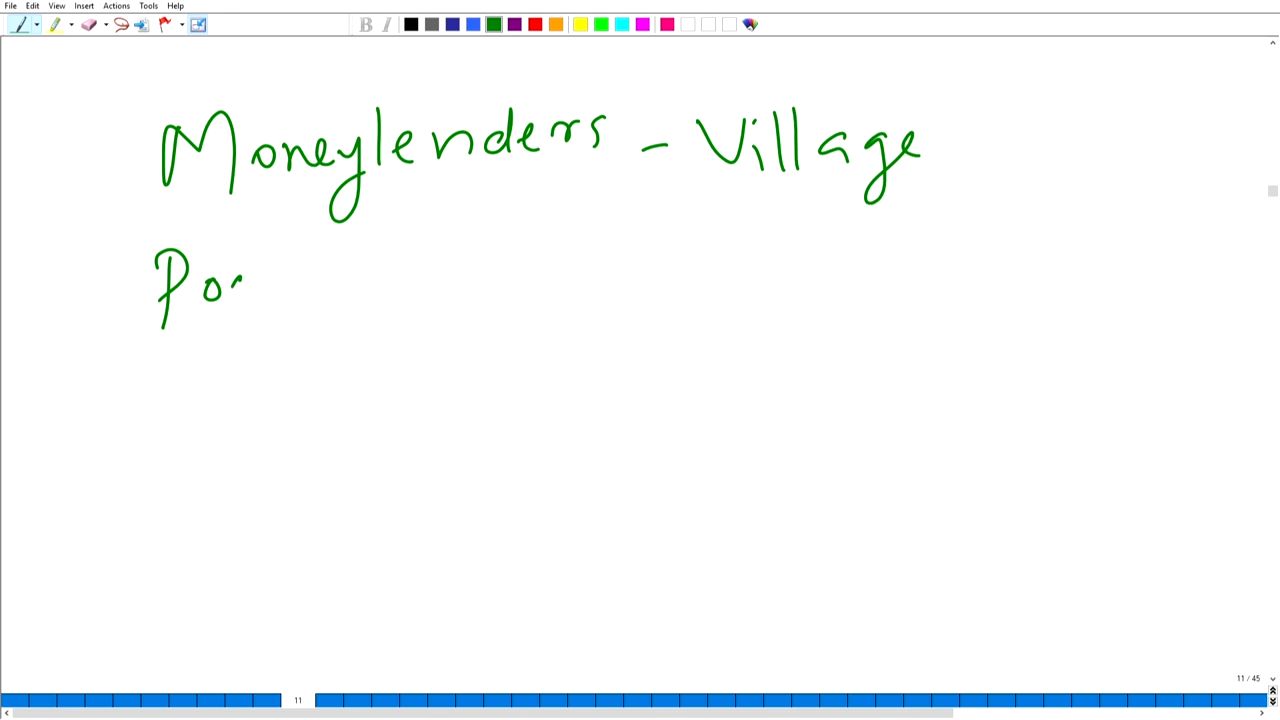 File Edit View Insert Actions Tools Help
B I
Moneylenders - Village
Po
11 / 45
11